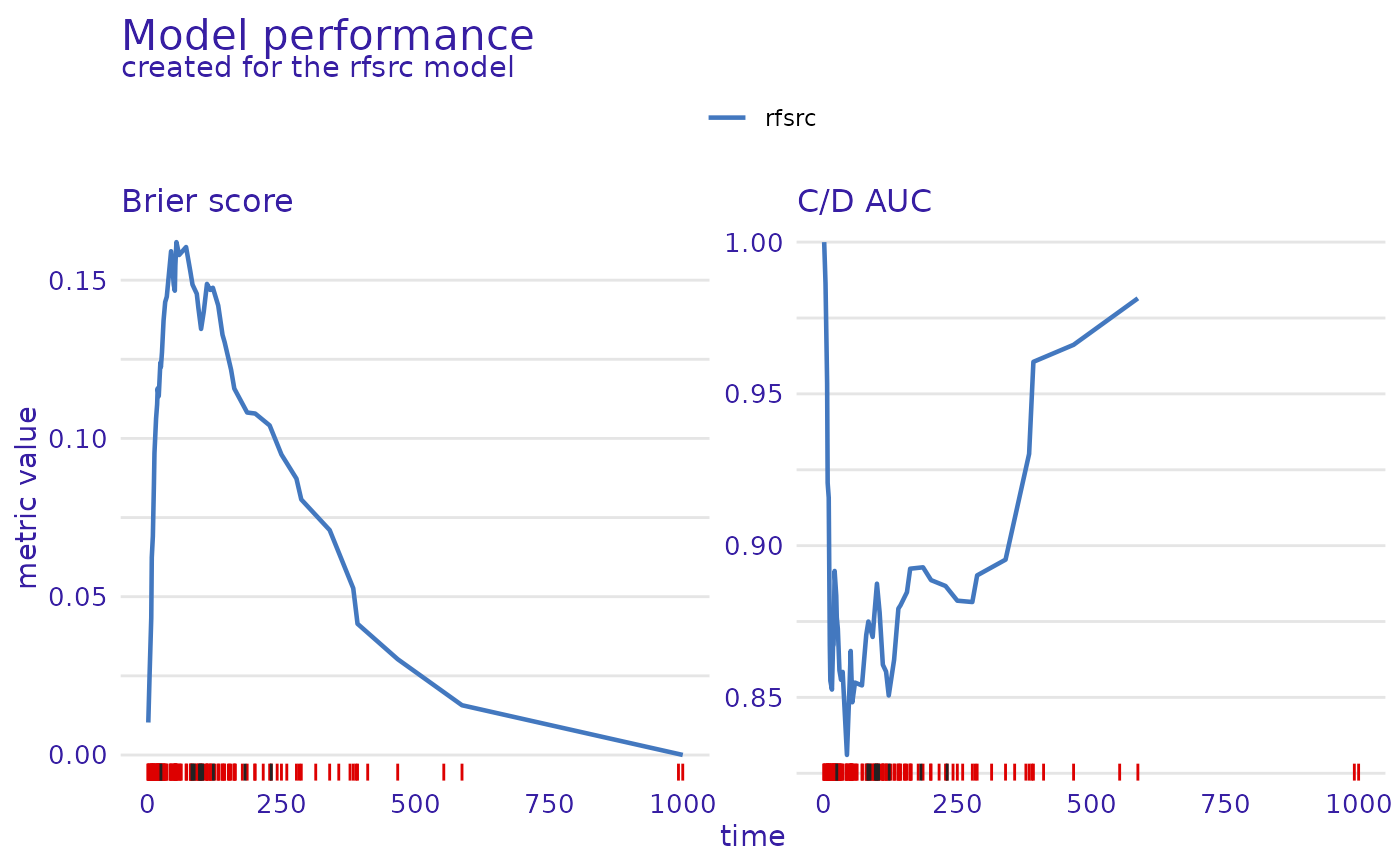 Model performance
created for the rfsrc model
rfsrc
Brier score
C/D AUC
metric value
0.15
0.10
0.05
0.00
1.00
0.95
0.90
0.85
0 250 500 750 1000
0 250 500 750 1000
time